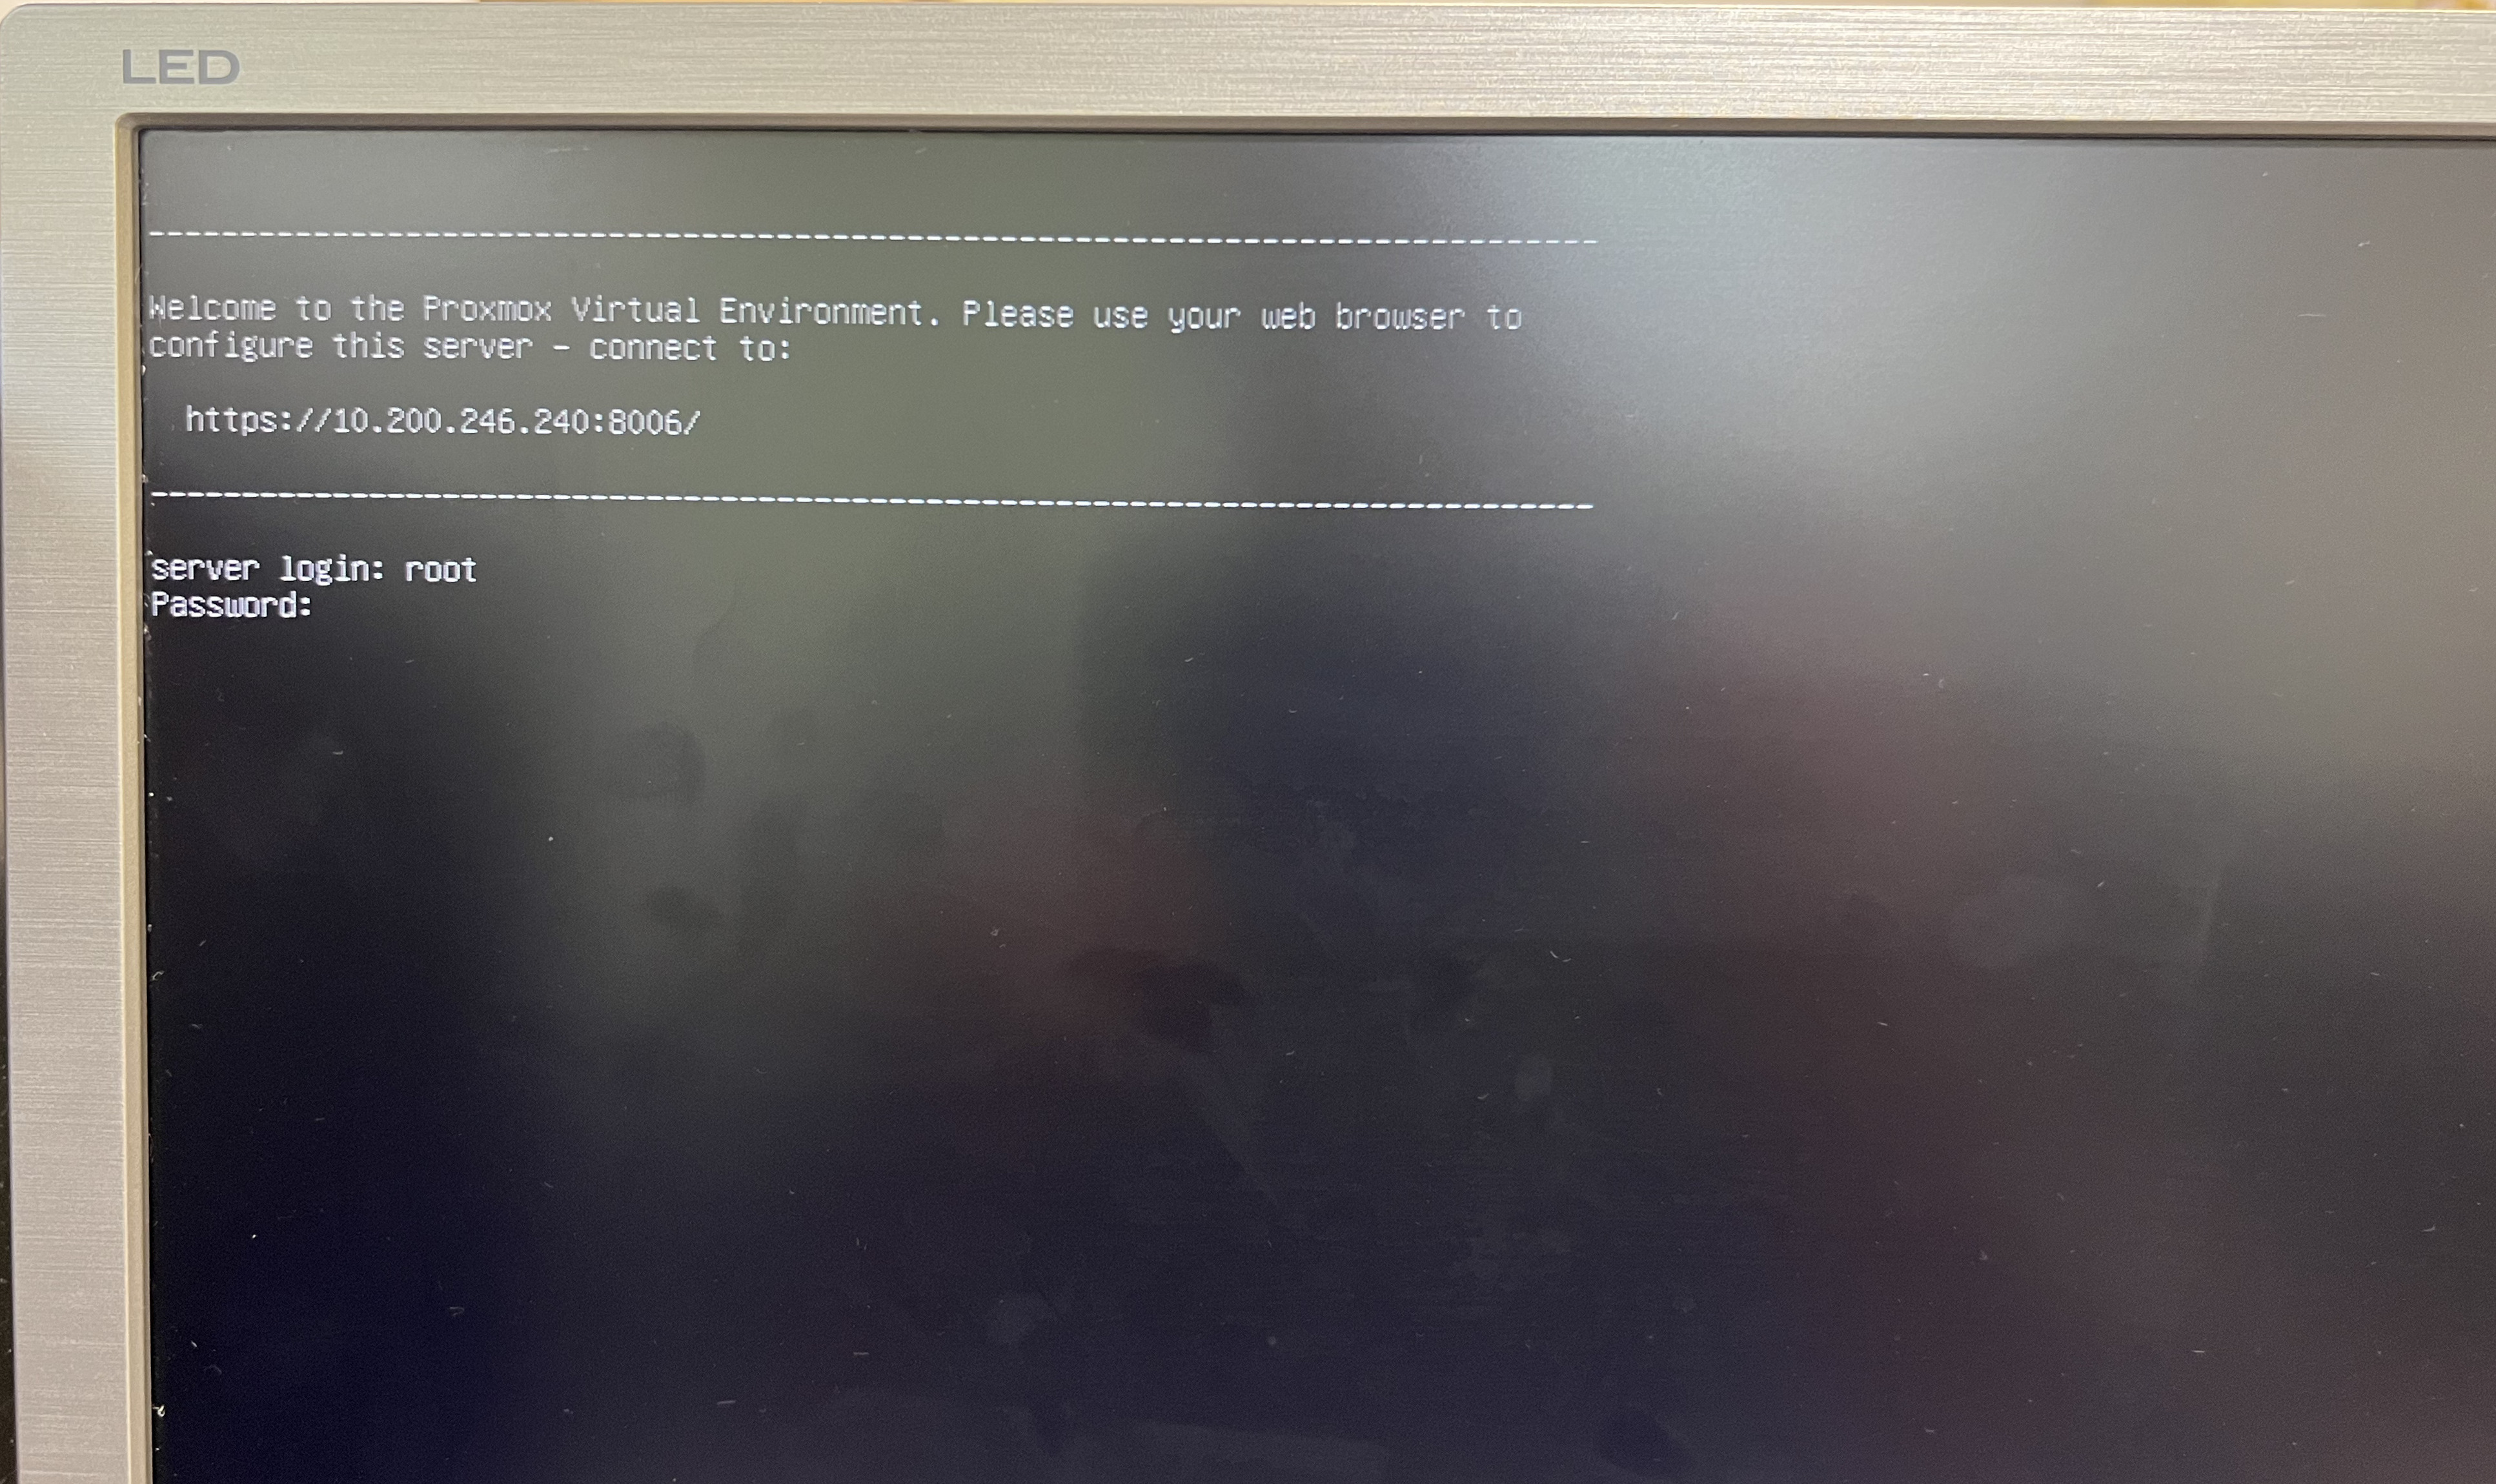 LED
--------------------------------------------------------------------------------
Welcome to the Proxmox Virtual Environment. Please use your web browser to
configure this server - connect to:
https://10.200.246.240:8006/
--------------------------------------------------------------------------------
server login: root
Password: